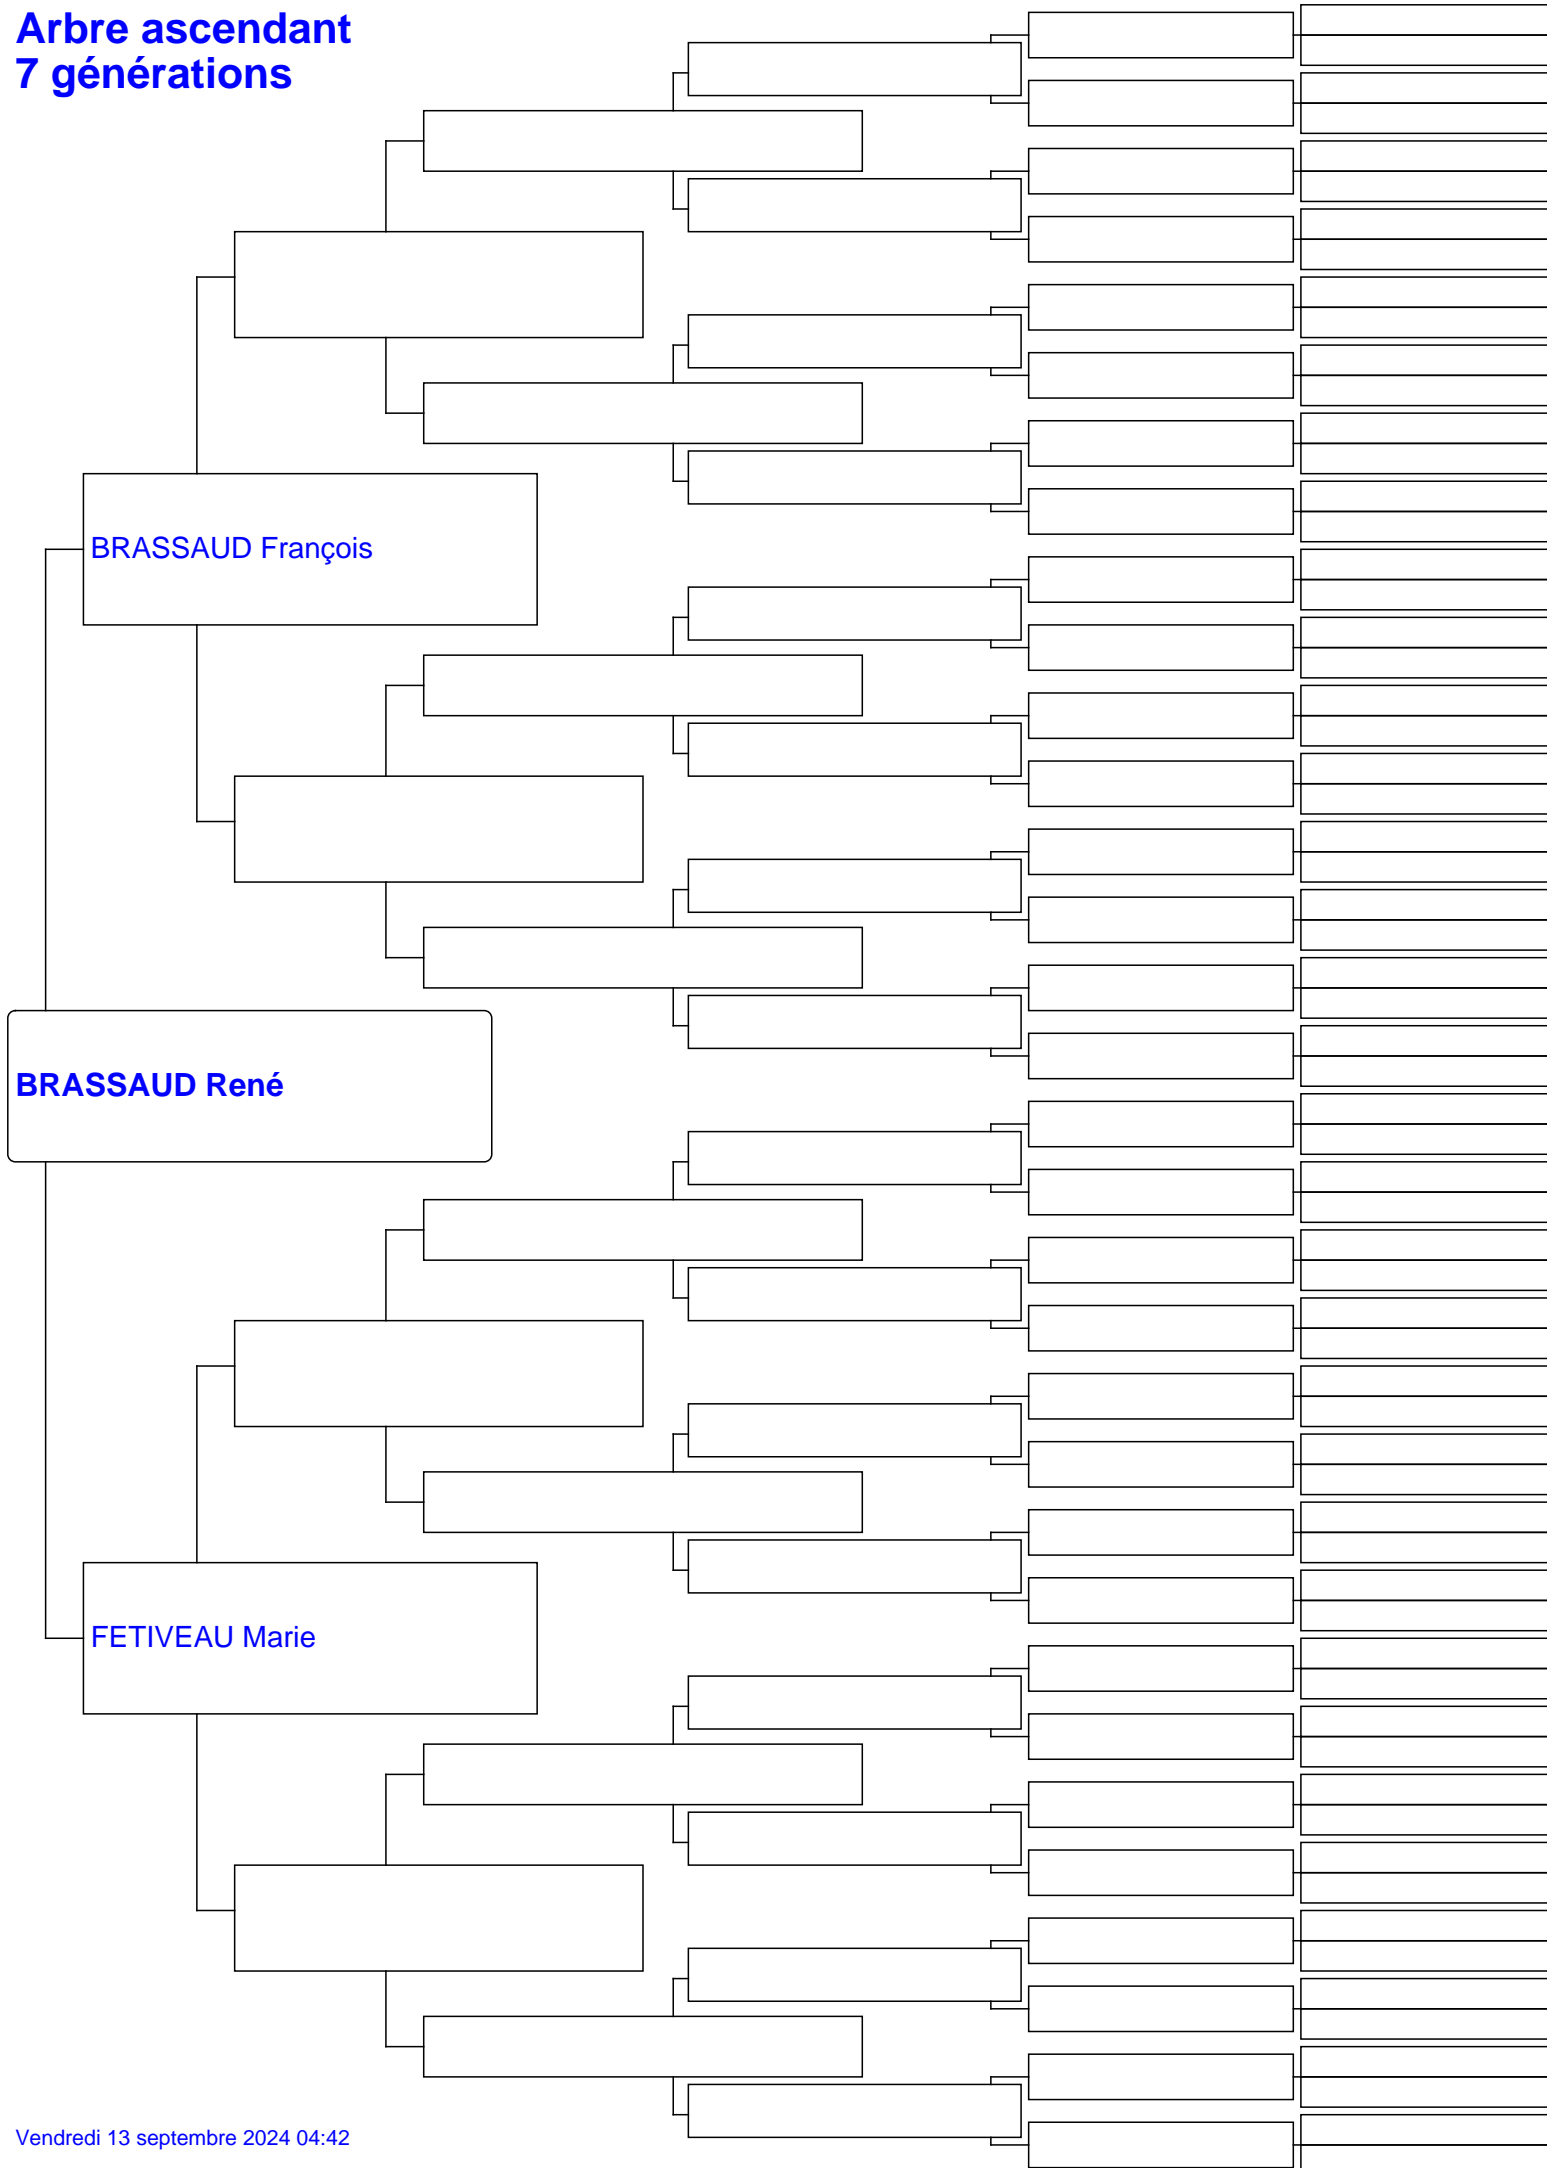 Arbre ascendant
7 générations
BRASSAUD François
BRASSAUD René
FETIVEAU Marie
Vendredi 13 septembre 2024 04:42